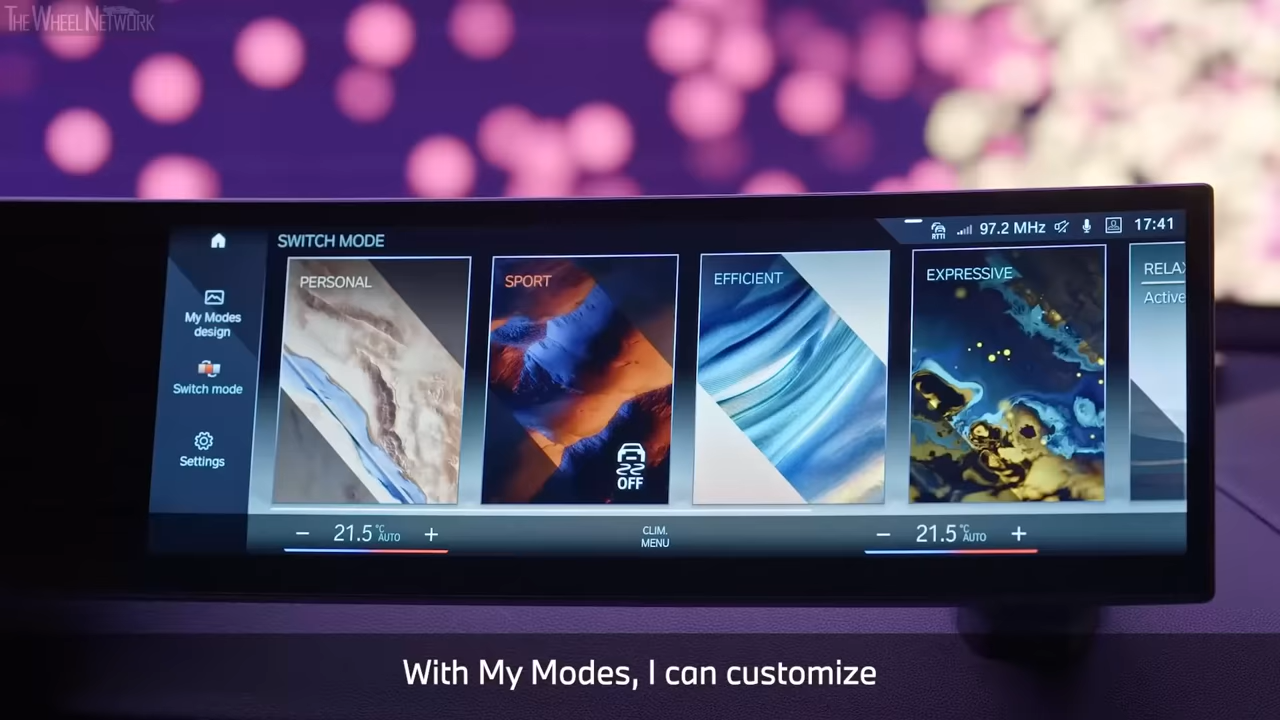 THE WHEEL NETWORK
RTTI 97.2 MHz 17:41
SWITCH MODE
PERSONAL
SPORT
EFFICIENT
EXPRESSIVE
RELAX
Active
My Modes
design
Switch mode
Settings
OFF
− 21.5 °C AUTO +
CLIM.
MENU
− 21.5 °C AUTO +
With My Modes, I can customize